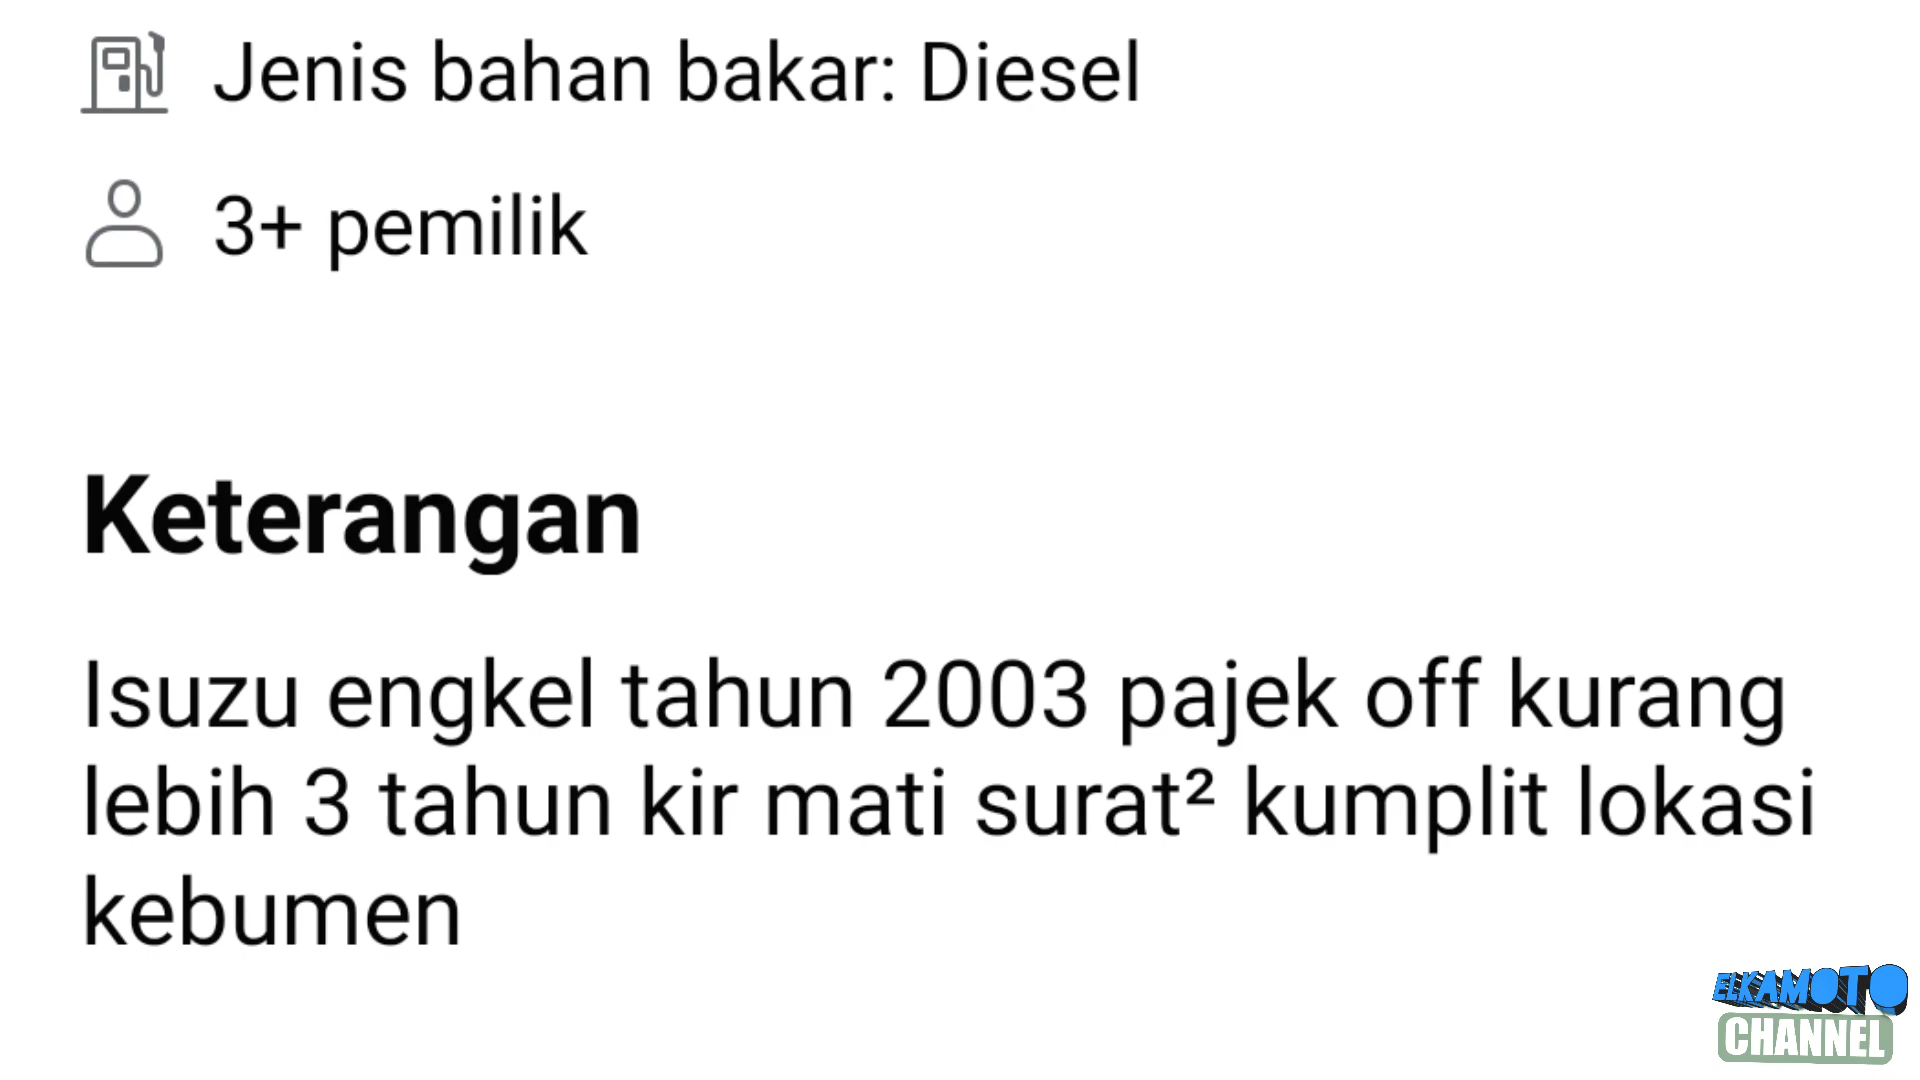 Jenis bahan bakar: Diesel
3+ pemilik
Keterangan
Isuzu engkel tahun 2003 pajek off kurang
lebih 3 tahun kir mati surat² kumplit lokasi
kebumen
ELKAMOTO
CHANNEL